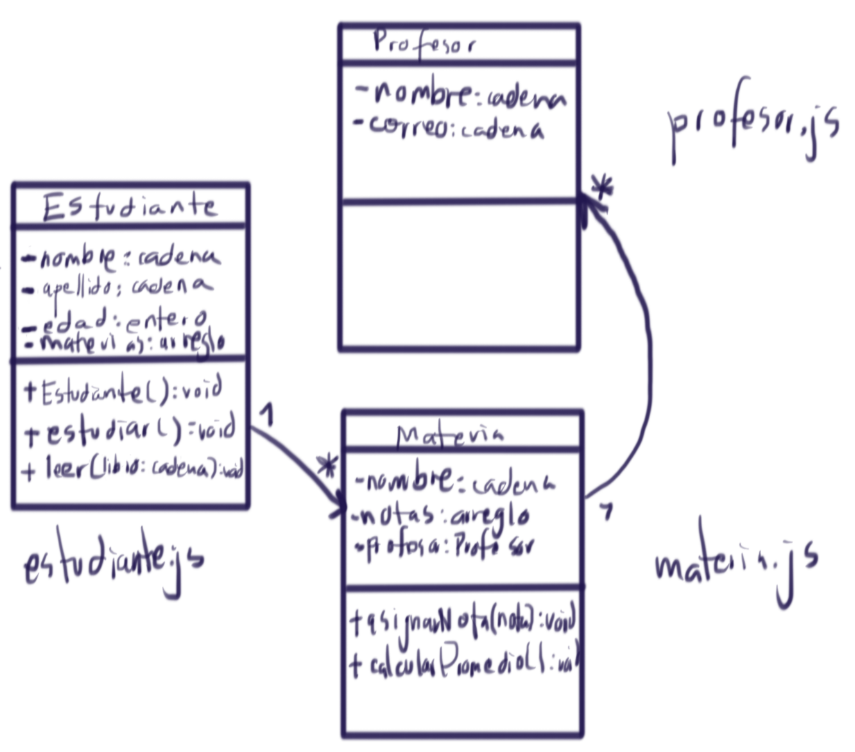 Profesor
-nombre:cadena
-correo:cadena
profesor.js
*
Estudiante
-nombre:cadena
-apellido:cadena
-edad:entero
-materias:arreglo
+Estudiante():void
+estudiar():void
+leer(libro:cadena):void
estudiante.js
1
*
Materia
-nombre:cadena
-notas:arreglo
-:Profesor
+asignarNota(nota):void
+calcularPromedio():void
1
materia.js